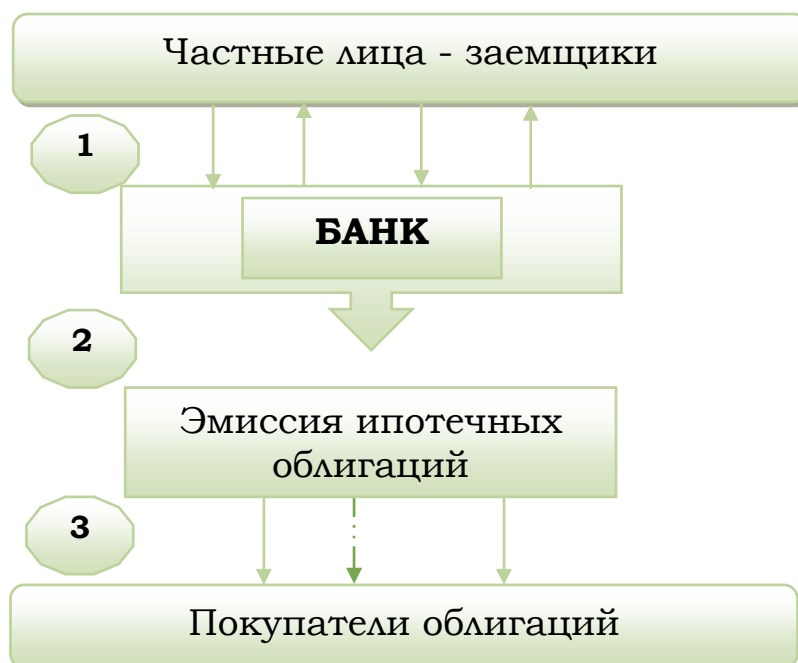 Частные лица - заемщики
1
БАНК
2
Эмиссия ипотечных
облигаций
3
Покупатели облигаций